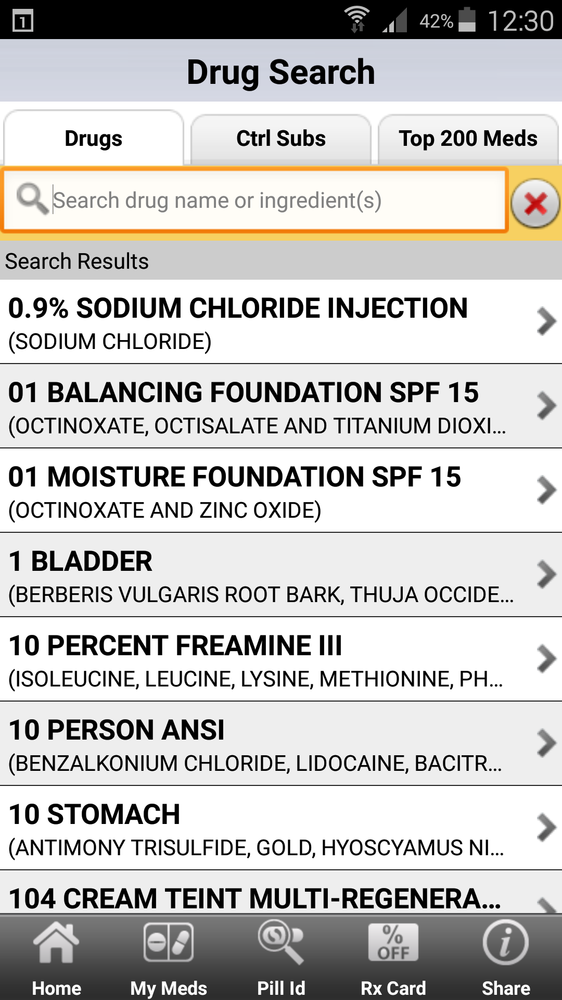 1
42% 12:30
Drug Search
Drugs
Ctrl Subs
Top 200 Meds
Search drug name or ingredient(s)
Search Results
0.9% SODIUM CHLORIDE INJECTION
(SODIUM CHLORIDE)
01 BALANCING FOUNDATION SPF 15
(OCTINOXATE, OCTISALATE AND TITANIUM DIOXI...
01 MOISTURE FOUNDATION SPF 15
(OCTINOXATE AND ZINC OXIDE)
1 BLADDER
(BERBERIS VULGARIS ROOT BARK, THUJA OCCIDE...
10 PERCENT FREAMINE III
(ISOLEUCINE, LEUCINE, LYSINE, METHIONINE, PH...
10 PERSON ANSI
(BENZALKONIUM CHLORIDE, LIDOCAINE, BACITR...
10 STOMACH
(ANTIMONY TRISULFIDE, GOLD, HYOSCYAMUS NI...
104 CREAM TEINT MULTI-REGENERA...
% OFF
Home
My Meds
Pill Id
Rx Card
Share